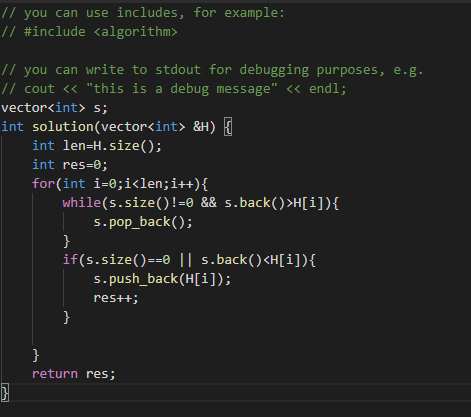 // you can use includes, for example:
// #include <algorithm>

// you can write to stdout for debugging purposes, e.g.
// cout << "this is a debug message" << endl;
vector<int> s;
int solution(vector<int> &H) {
    int len=H.size();
    int res=0;
    for(int i=0;i<len;i++){
        while(s.size()!=0 && s.back()>H[i]){
            s.pop_back();
        }
        if(s.size()==0 || s.back()<H[i]){
            s.push_back(H[i]);
            res++;
        }

    }
    return res;
}